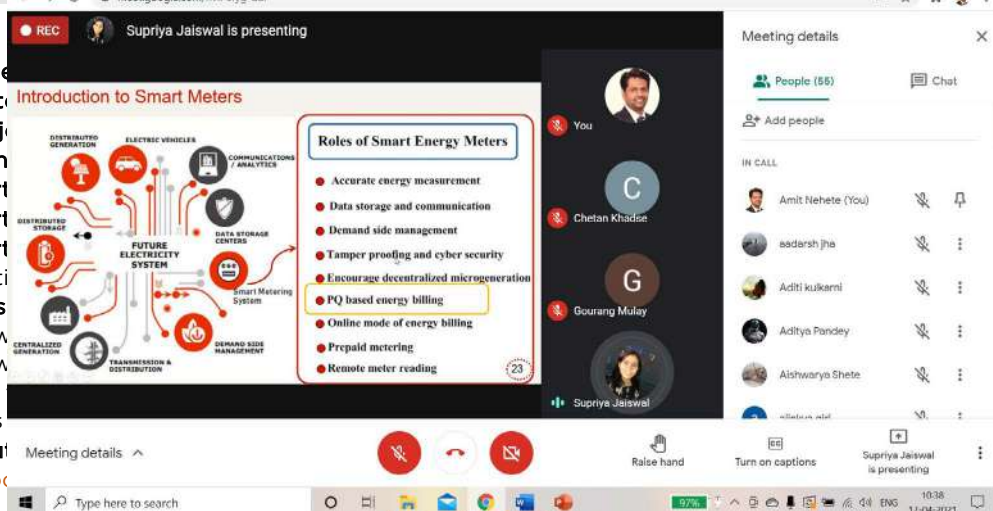 REC
Supriya Jaiswal is presenting
Introduction to Smart Meters
DISTRIBUTED
GENERATION
ELECTRIC VEHICLES
COMMUNICATIONS
/ ANALYTICS
DISTRIBUTED
STORAGE
DATA STORAGE
CENTERS
FUTURE
ELECTRICITY
SYSTEM
Smart Metering
System
CENTRALIZED
GENERATION
TRANSMISSION &
DISTRIBUTION
DEMAND SIDE
MANAGEMENT
Roles of Smart Energy Meters
Accurate energy measurement
Data storage and communication
Demand side management
Tamper proofing and cyber security
Encourage decentralized microgeneration
PQ based energy billing
Online mode of energy billing
Prepaid metering
Remote meter reading
23
You
C
Chetan Khadse
G
Gourang Mulay
Supriya Jaiswal
Meeting details
People (55)
Chat
Add people
IN CALL
Amit Nehete (You)
aadarsh jha
Aditi kulkarni
Aditya Pandey
Aishwarya Shete
Meeting details
Raise hand
Turn on captions
Supriya Jaiswal
is presenting
Type here to search
97%
ENG
10:38
11-04-2021